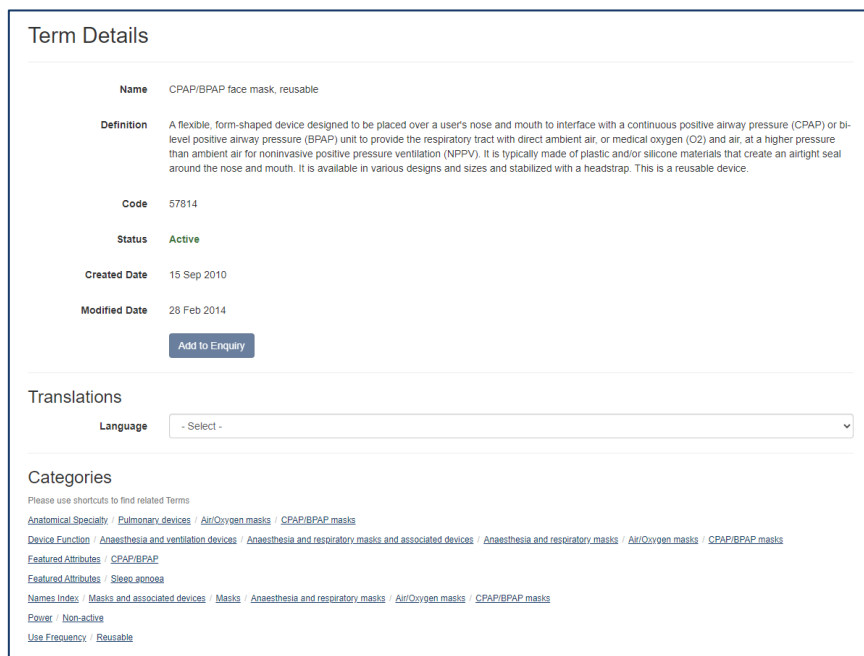 Term Details
Name CPAP/BPAP face mask, reusable
Definition A flexible, form-shaped device designed to be placed over a user's nose and mouth to interface with a continuous positive airway pressure (CPAP) or bi-
level positive airway pressure (BPAP) unit to provide the respiratory tract with direct ambient air, or medical oxygen (O2) and air, at a higher pressure
than ambient air for noninvasive positive pressure ventilation (NPPV). It is typically made of plastic and/or silicone materials that create an airtight seal
around the nose and mouth. It is available in various designs and sizes and stabilized with a headstrap. This is a reusable device.
Code 57814
Status Active
Created Date 15 Sep 2010
Modified Date 28 Feb 2014
Add to Enquiry
Translations
Language - Select -
Categories
Please use shortcuts to find related Terms
Anatomical Specialty / Pulmonary devices / Air/Oxygen masks / CPAP/BPAP masks
Device Function / Anaesthesia and ventilation devices / Anaesthesia and respiratory masks and associated devices / Anaesthesia and respiratory masks / Air/Oxygen masks / CPAP/BPAP masks
Featured Attributes / CPAP/BPAP
Featured Attributes / Sleep apnoea
Names Index / Masks and associated devices / Masks / Anaesthesia and respiratory masks / Air/Oxygen masks / CPAP/BPAP masks
Power / Non-active
Use Frequency / Reusable